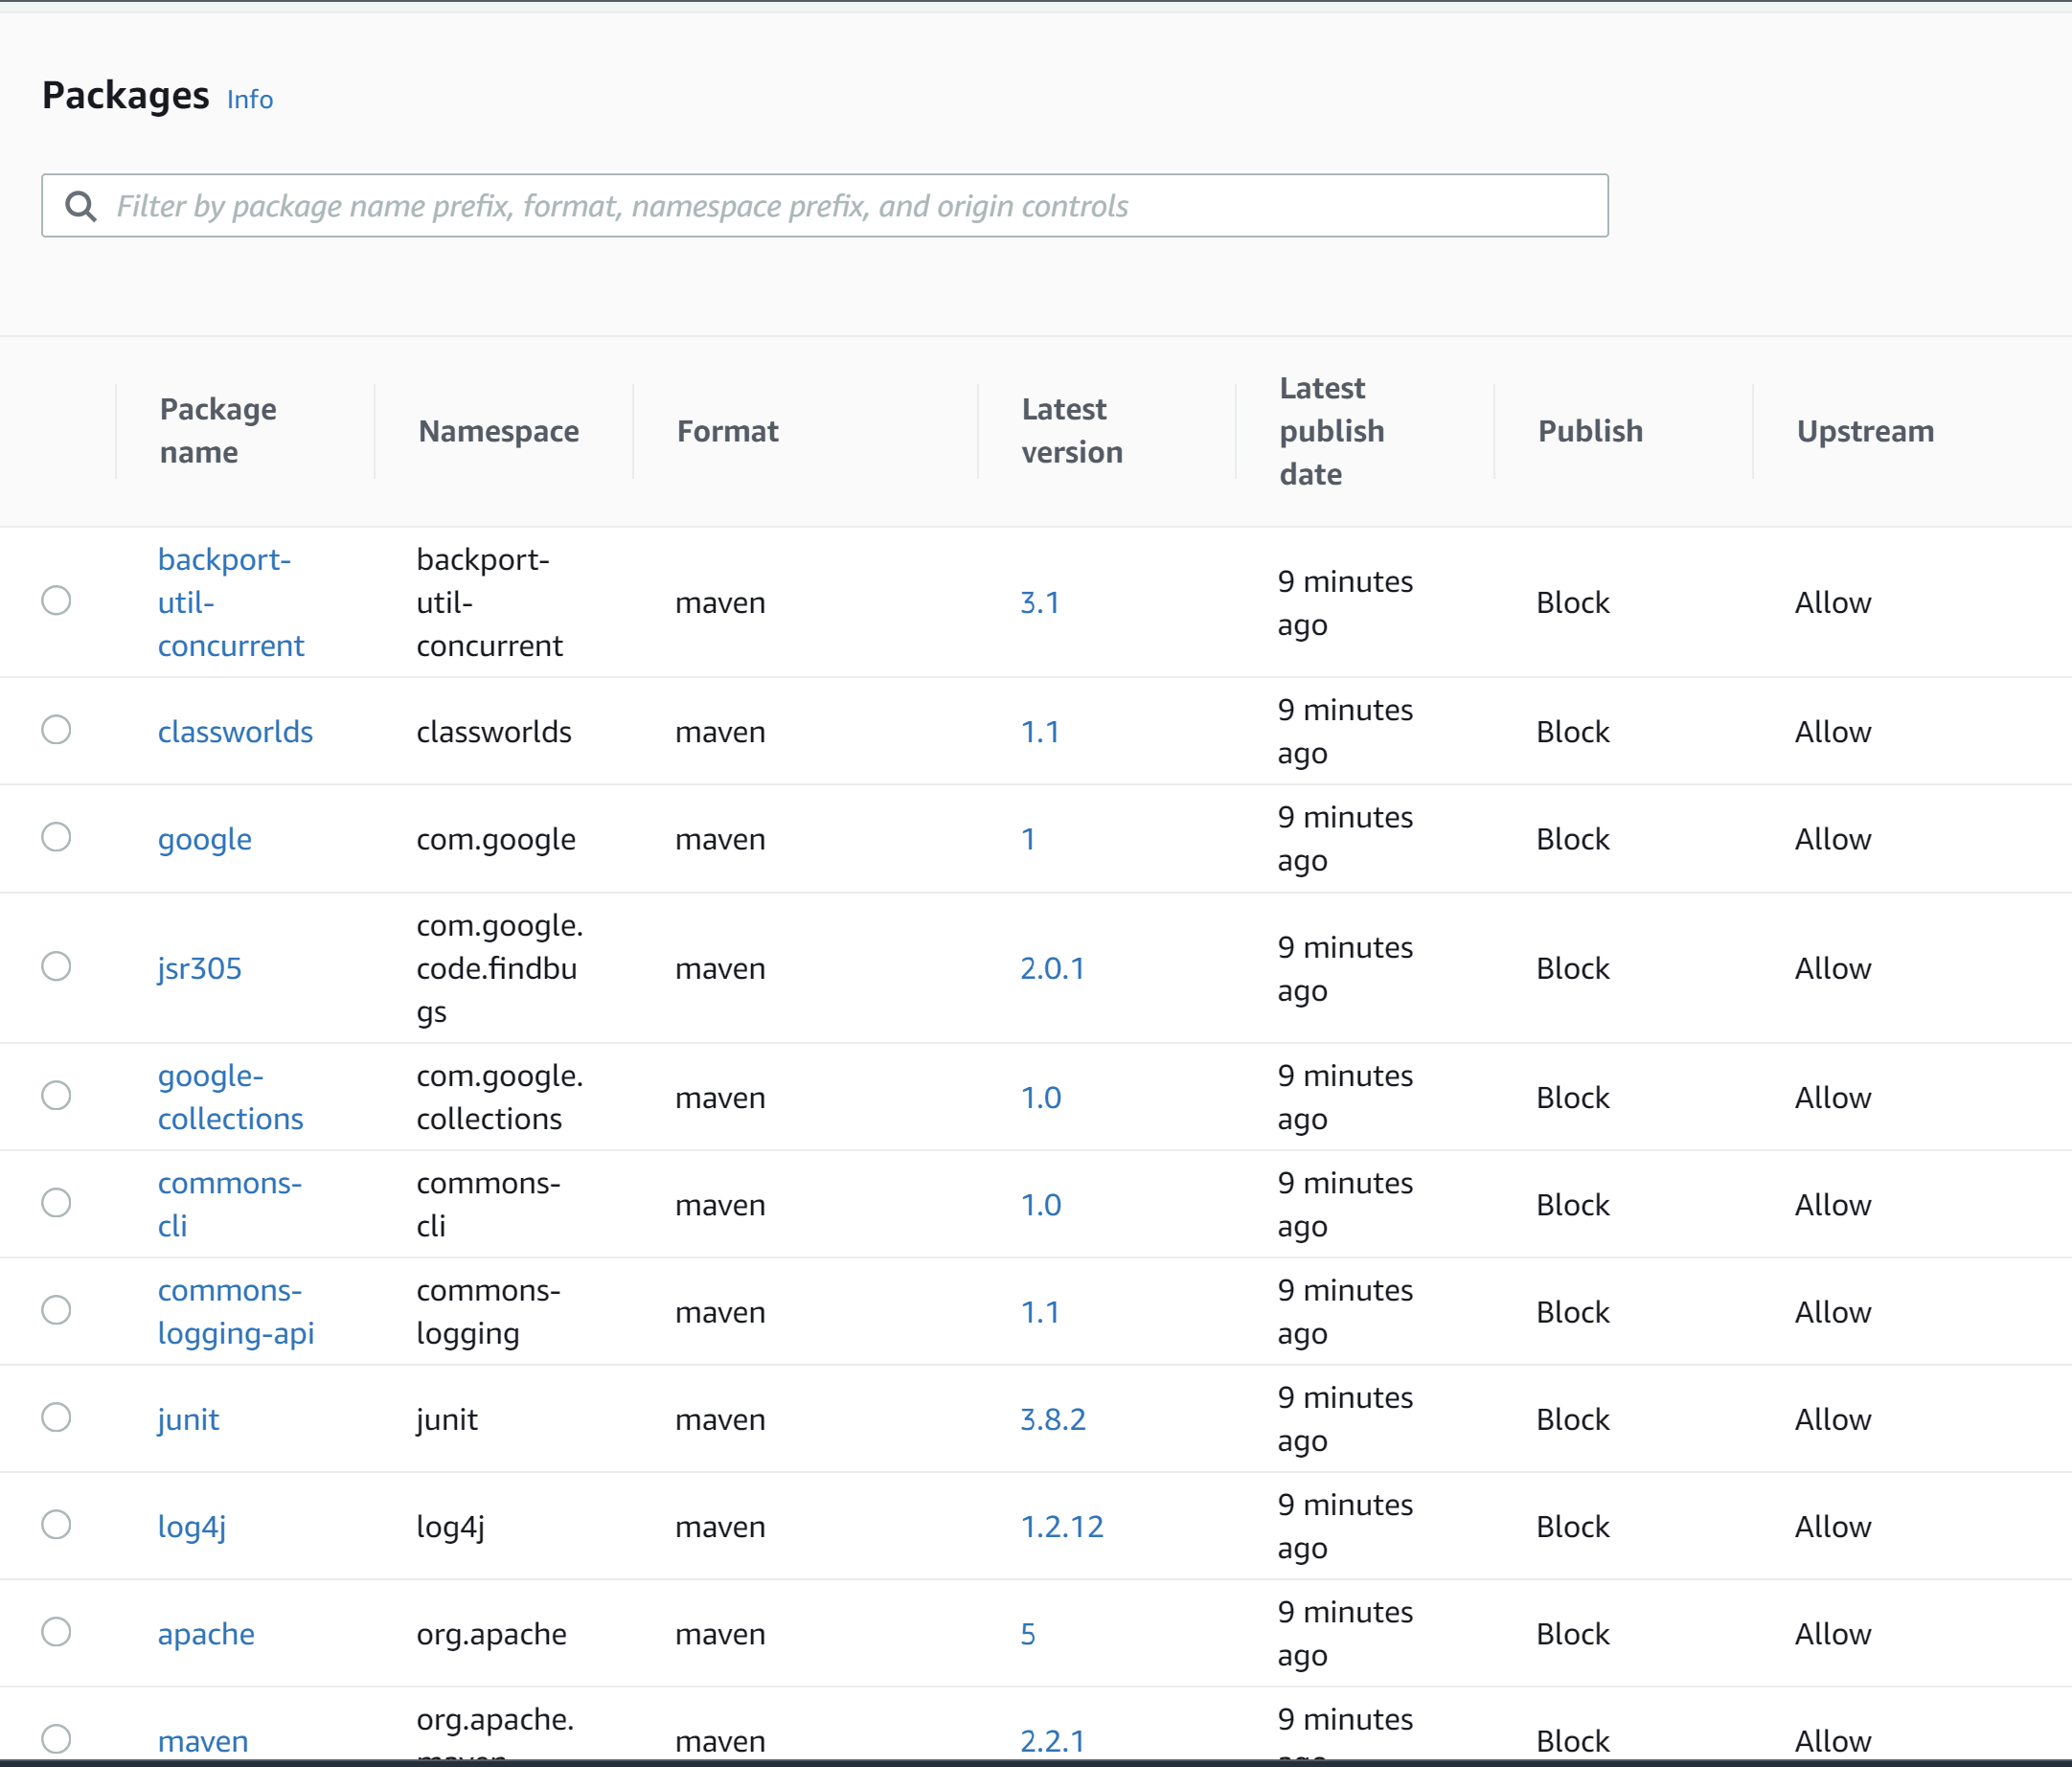 Packages Info
Filter by package name prefix, format, namespace prefix, and origin controls
Package name Namespace Format Latest version Latest publish date Publish Upstream
backport-util-concurrent backport-util-concurrent maven 3.1 9 minutes ago Block Allow
classworlds classworlds maven 1.1 9 minutes ago Block Allow
google com.google maven 1 9 minutes ago Block Allow
jsr305 com.google.code.findbugs maven 2.0.1 9 minutes ago Block Allow
google-collections com.google.collections maven 1.0 9 minutes ago Block Allow
commons-cli commons-cli maven 1.0 9 minutes ago Block Allow
commons-logging-api commons-logging maven 1.1 9 minutes ago Block Allow
junit junit maven 3.8.2 9 minutes ago Block Allow
log4j log4j maven 1.2.12 9 minutes ago Block Allow
apache org.apache maven 5 9 minutes ago Block Allow
maven org.apache. maven 2.2.1 9 minutes Block Allow